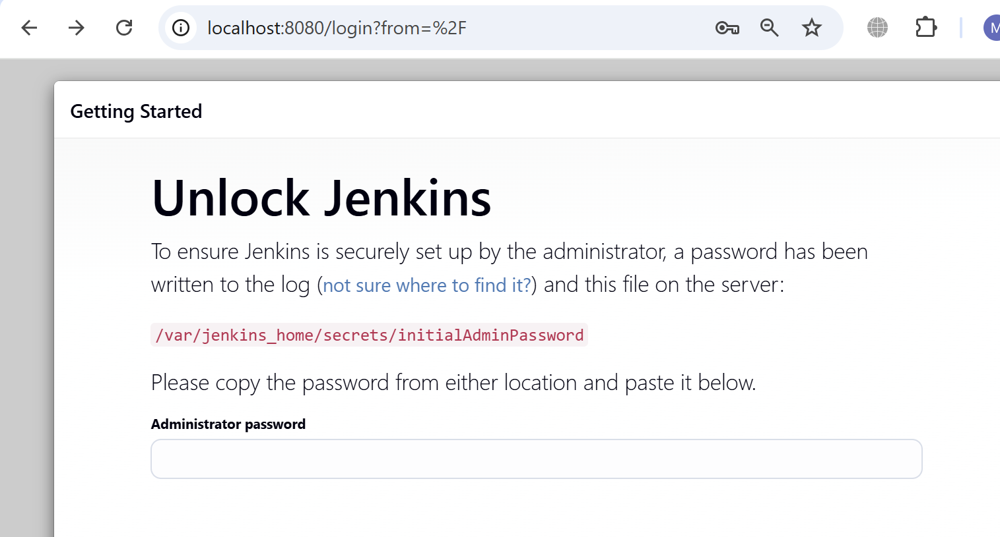 localhost:8080/login?from=%2F
M
Getting Started
Unlock Jenkins
To ensure Jenkins is securely set up by the administrator, a password has been
written to the log (not sure where to find it?) and this file on the server:
/var/jenkins_home/secrets/initialAdminPassword
Please copy the password from either location and paste it below.
Administrator password